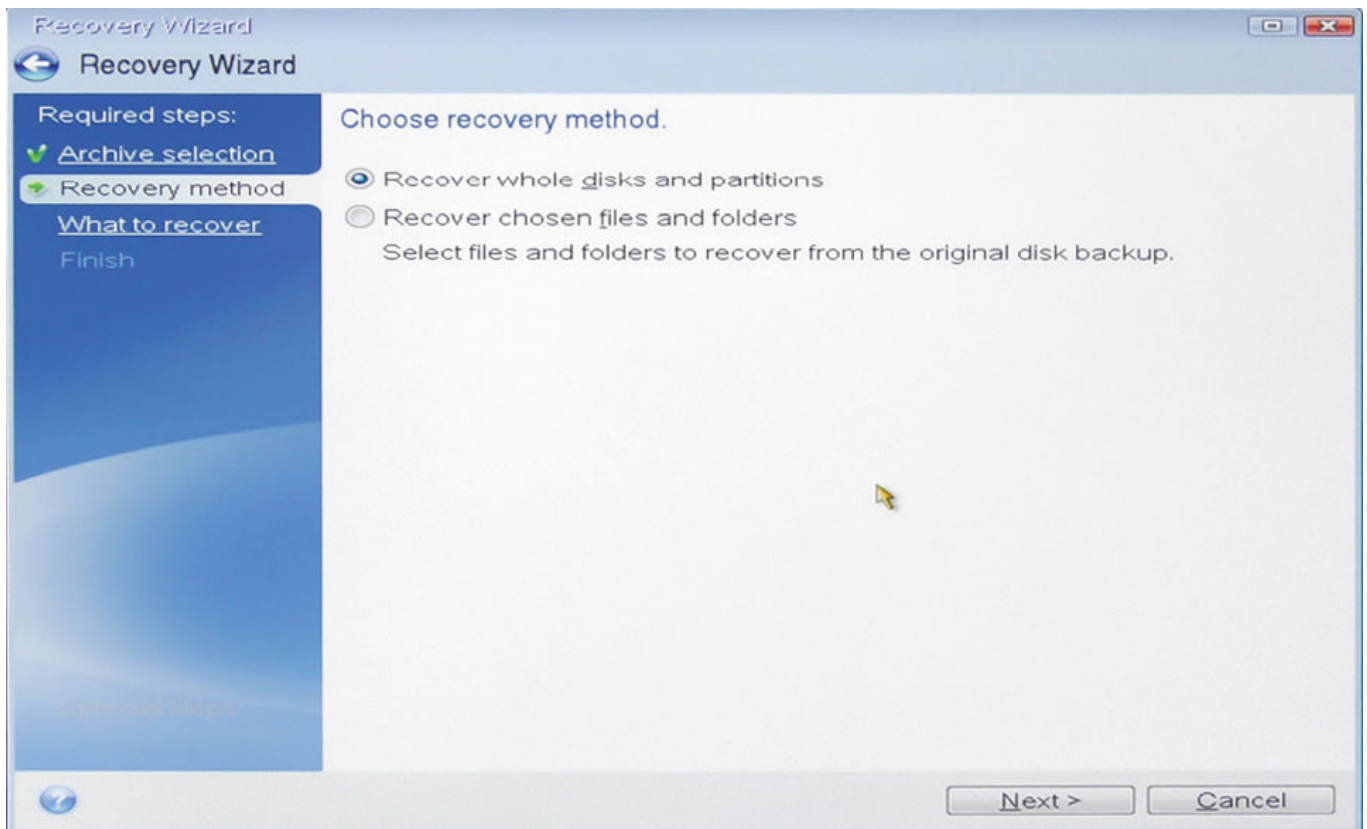 Recovery Wizard
Recovery Wizard
Required steps:
Archive selection
Recovery method
What to recover
Finish
Choose recovery method.
Recover whole disks and partitions
Recover chosen files and folders
Select files and folders to recover from the original disk backup.
?
Next >
Cancel